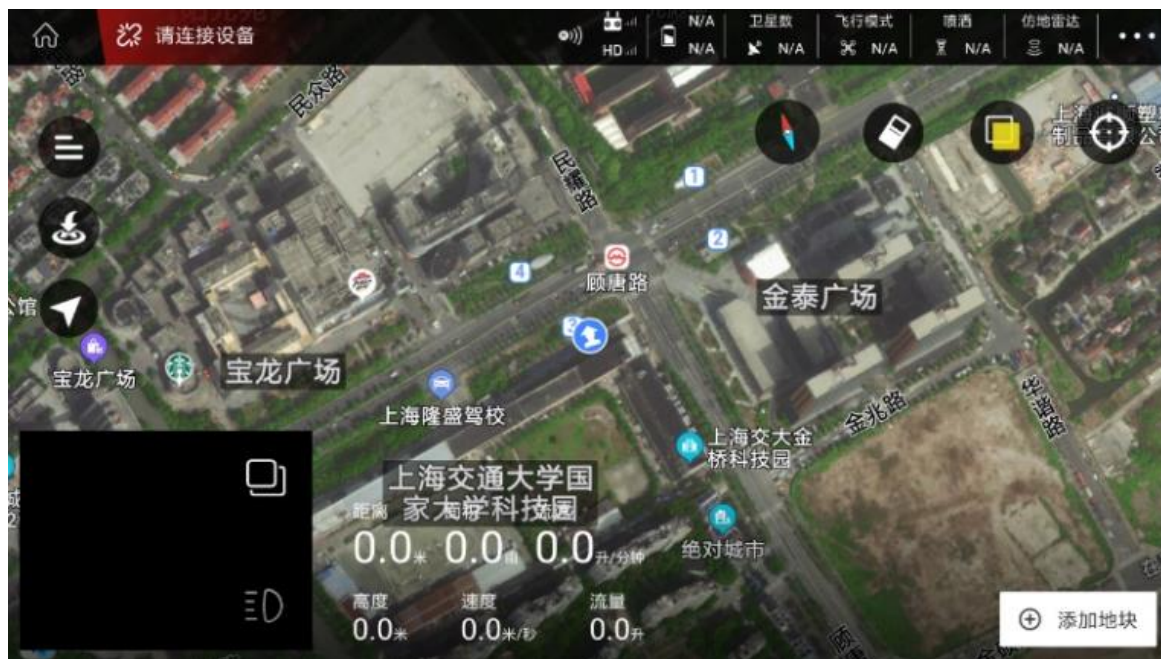 请连接设备
HD
N/A
N/A
卫星数
N/A
飞行模式
N/A
喷洒
N/A
仿地雷达
N/A
民众路
民耀路
1
2
4
顾唐路
金泰广场
宝龙广场
宝龙广场
上海隆盛驾校
金兆路
华谐路
上海交大金
桥科技园
上海交通大学国
家大学科技园
绝对城市
距离
0.0米
0.0亩
0.0升/分钟
高度
速度
流量
0.0米
0.0米/秒
0.0升
添加地块